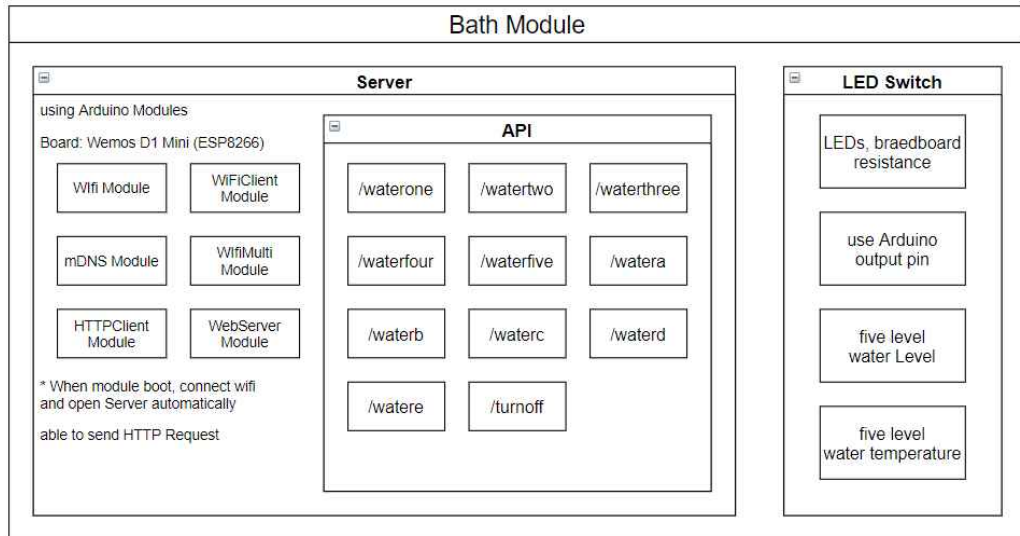 Bath Module
Server
using Arduino Modules
Board: Wemos D1 Mini (ESP8266)
WIfi Module
WiFiClient
Module
mDNS Module
WIfiMulti
Module
HTTPClient
Module
WebServer
Module
* When module boot, connect wifi
and open Server automatically
able to send HTTP Request
API
/waterone
/watertwo
/waterthree
/waterfour
/waterfive
/watera
/waterb
/waterc
/waterd
/watere
/turnoff
LED Switch
LEDs, braedboard
resistance
use Arduino
output pin
five level
water Level
five level
water temperature